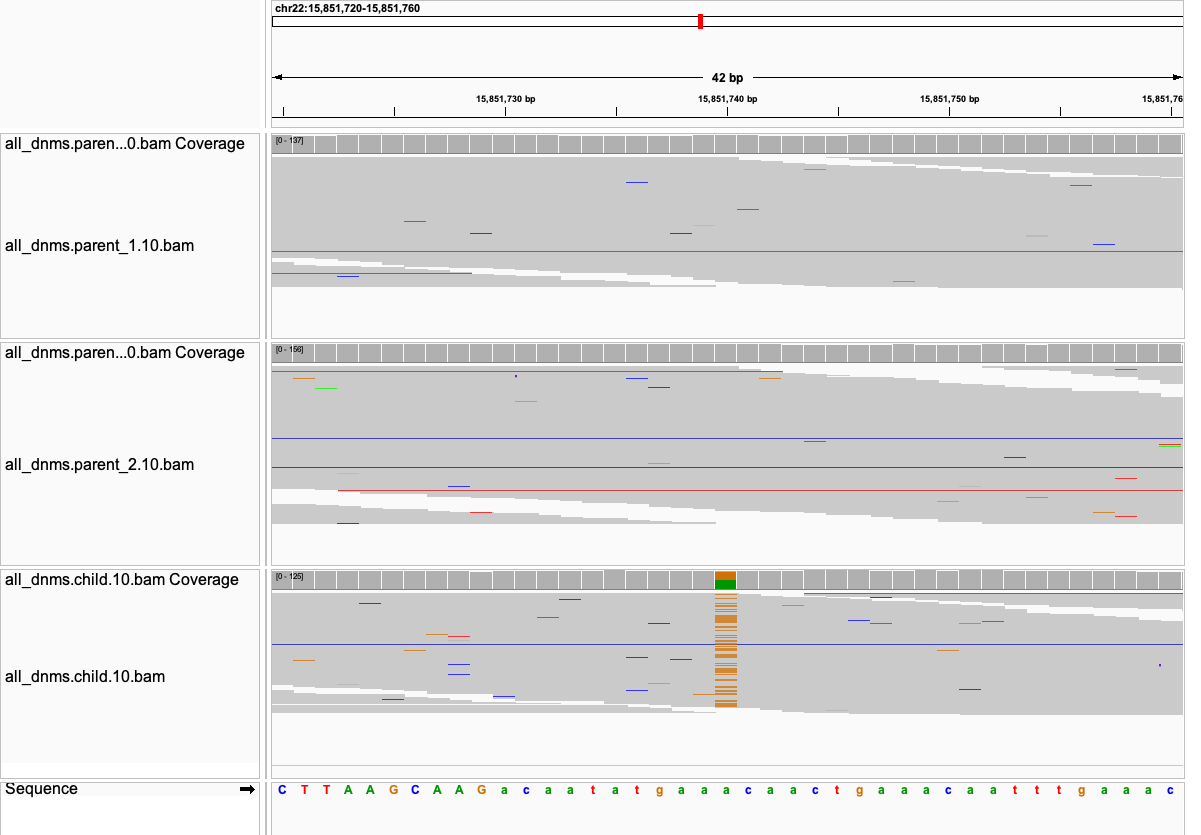 chr22:15,851,720-15,851,760
42 bp
15,851,730 bp 15,851,740 bp 15,851,750 bp 15,851,76
all_dnms.paren...0.bam Coverage [0 - 137]
all_dnms.parent_1.10.bam
all_dnms.paren...0.bam Coverage [0 - 156]
all_dnms.parent_2.10.bam
all_dnms.child.10.bam Coverage [0 - 125]
all_dnms.child.10.bam
Sequence C T T A A G C A A G a c a a t a t g a a a c a a c t g a a a c a a t t t g a a a c